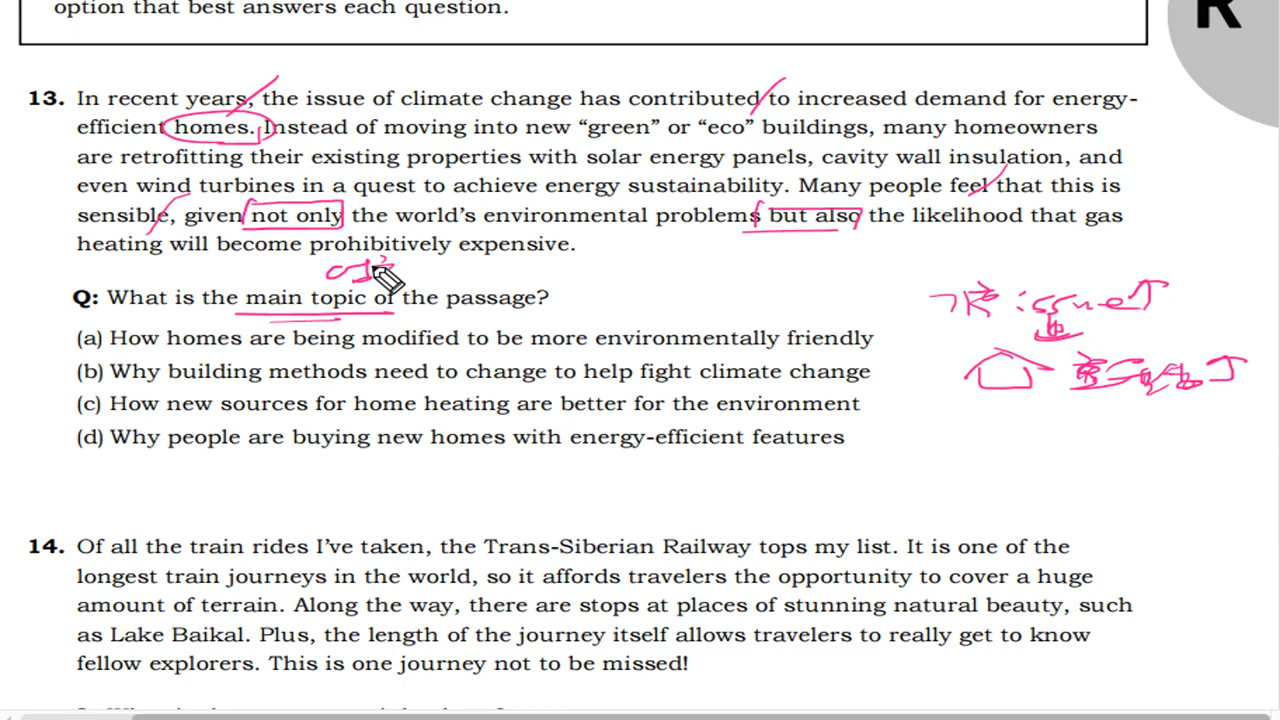 option that best answers each question.
R
13. In recent years, the issue of climate change has contributed to increased demand for energy-
efficient homes. Instead of moving into new “green” or “eco” buildings, many homeowners
are retrofitting their existing properties with solar energy panels, cavity wall insulation, and
even wind turbines in a quest to achieve energy sustainability. Many people feel that this is
sensible, given not only the world’s environmental problems but also the likelihood that gas
heating will become prohibitively expensive.
Q: What is the main topic of the passage?
issue↑
(a) How homes are being modified to be more environmentally friendly
(b) Why building methods need to change to help fight climate change
(c) How new sources for home heating are better for the environment
(d) Why people are buying new homes with energy-efficient features
14. Of all the train rides I’ve taken, the Trans-Siberian Railway tops my list. It is one of the
longest train journeys in the world, so it affords travelers the opportunity to cover a huge
amount of terrain. Along the way, there are stops at places of stunning natural beauty, such
as Lake Baikal. Plus, the length of the journey itself allows travelers to really get to know
fellow explorers. This is one journey not to be missed!